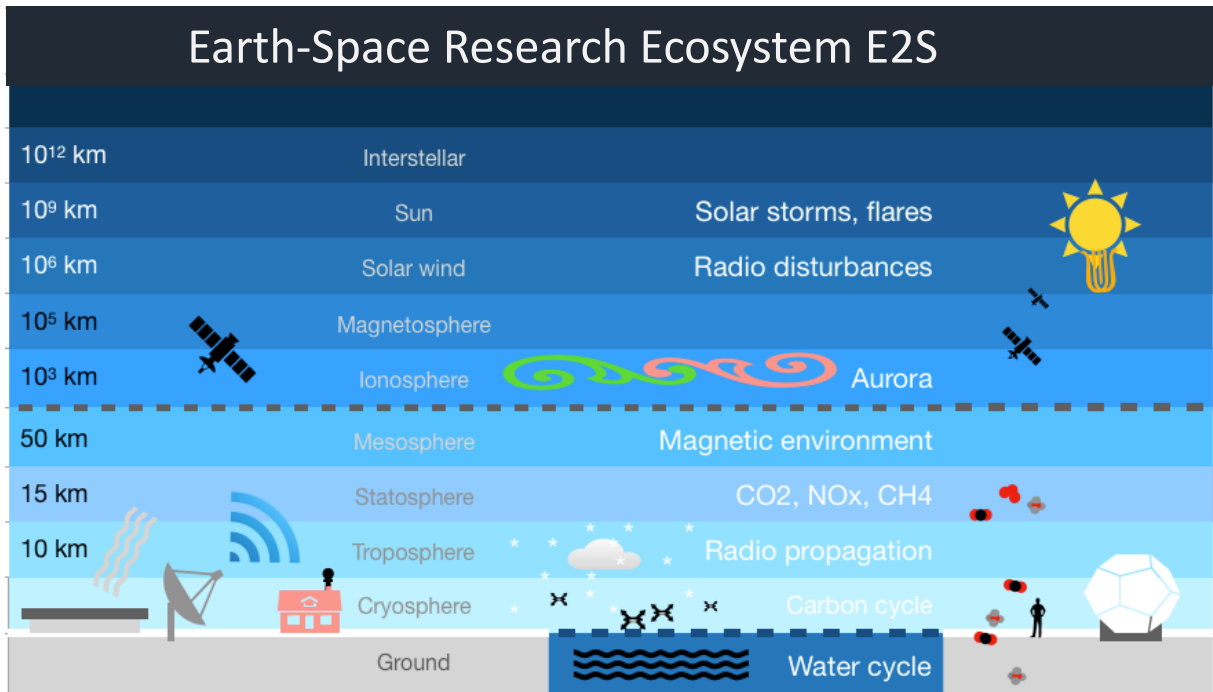 Earth-Space Research Ecosystem E2S
10¹² km Interstellar
10⁹ km Sun Solar storms, flares
10⁶ km Solar wind Radio disturbances
10⁵ km Magnetosphere
10³ km Ionosphere Aurora
50 km Mesosphere Magnetic environment
15 km Statosphere CO2, NOx, CH4
10 km Troposphere Radio propagation
Cryosphere Carbon cycle
Ground Water cycle